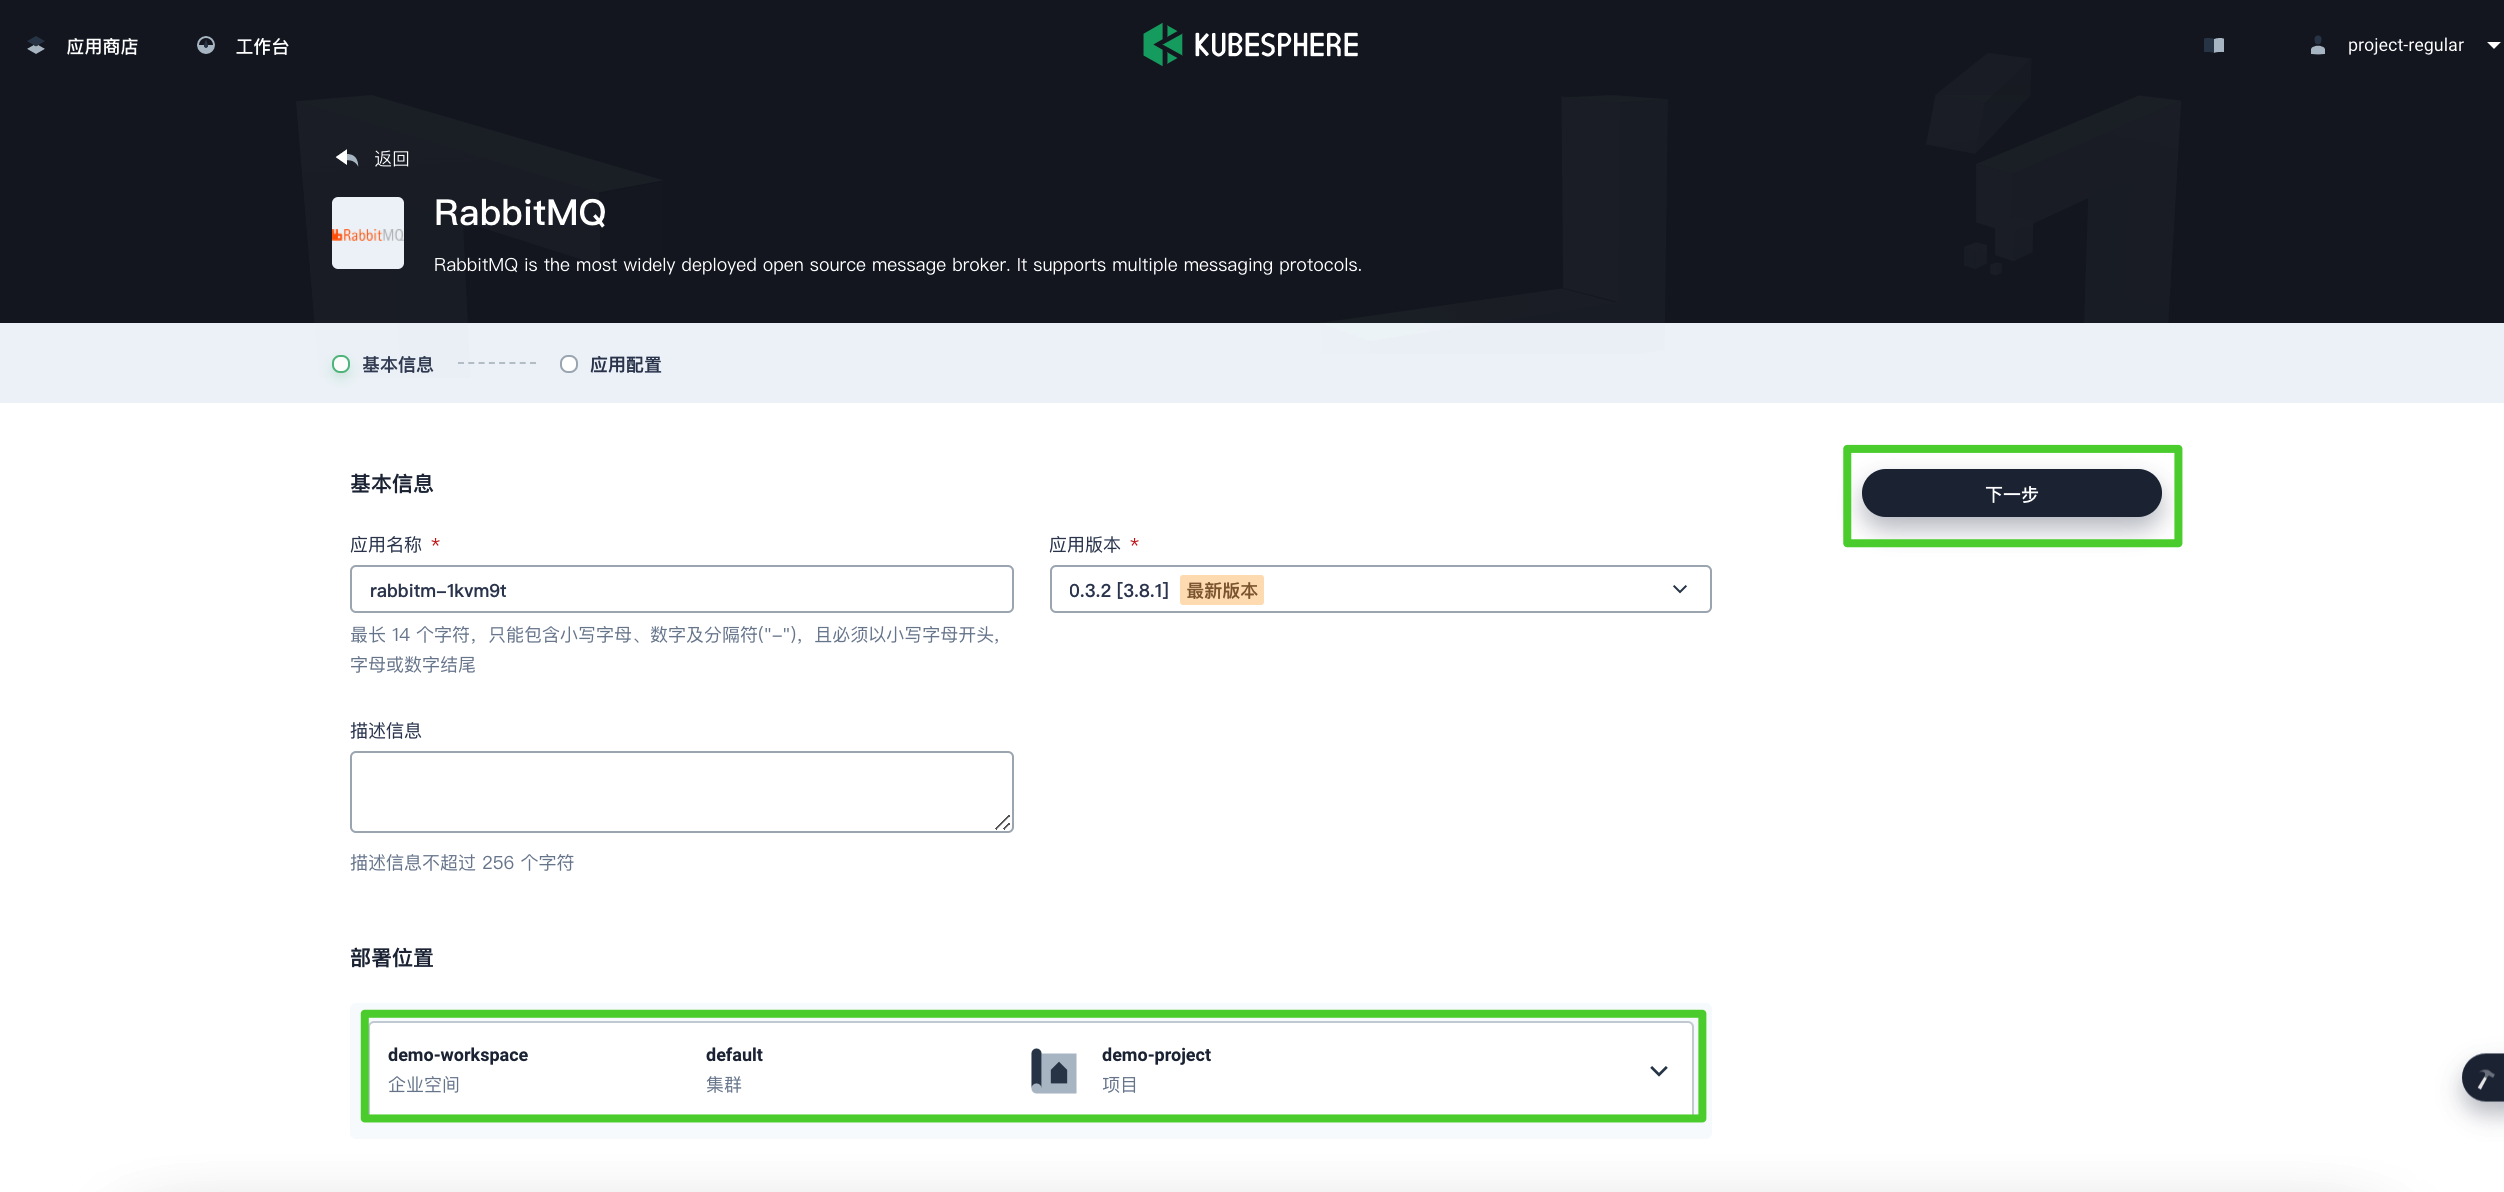 应用商店
工作台
KUBESPHERE
project-regular
返回
RabbitMQ
RabbitMQ
RabbitMQ is the most widely deployed open source message broker. It supports multiple messaging protocols.
基本信息
应用配置
基本信息
下一步
应用名称 *
应用版本 *
rabbitm-1kvm9t
0.3.2 [3.8.1] 最新版本
最长 14 个字符，只能包含小写字母、数字及分隔符("-")，且必须以小写字母开头，
字母或数字结尾
描述信息
描述信息不超过 256 个字符
部署位置
demo-workspace
企业空间
default
集群
demo-project
项目